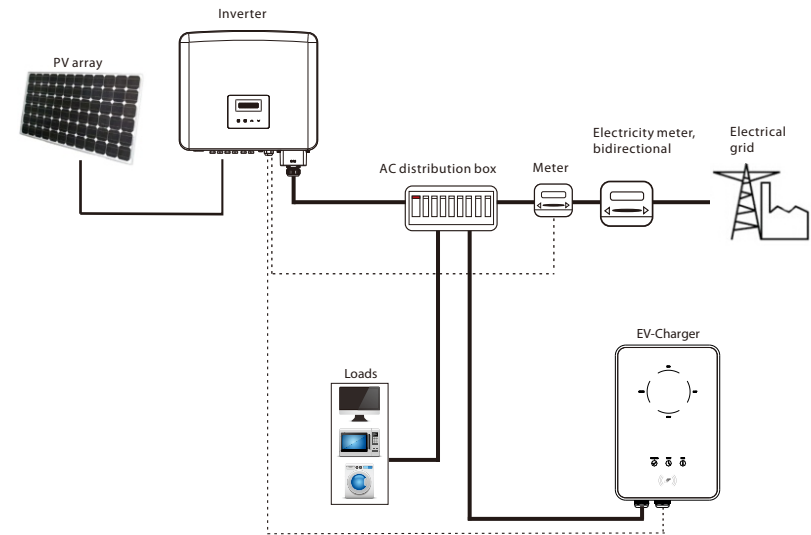 Inverter
PV array
Electricity meter,
bidirectional
Electrical
grid
AC distribution box
Meter
EV-Charger
Loads